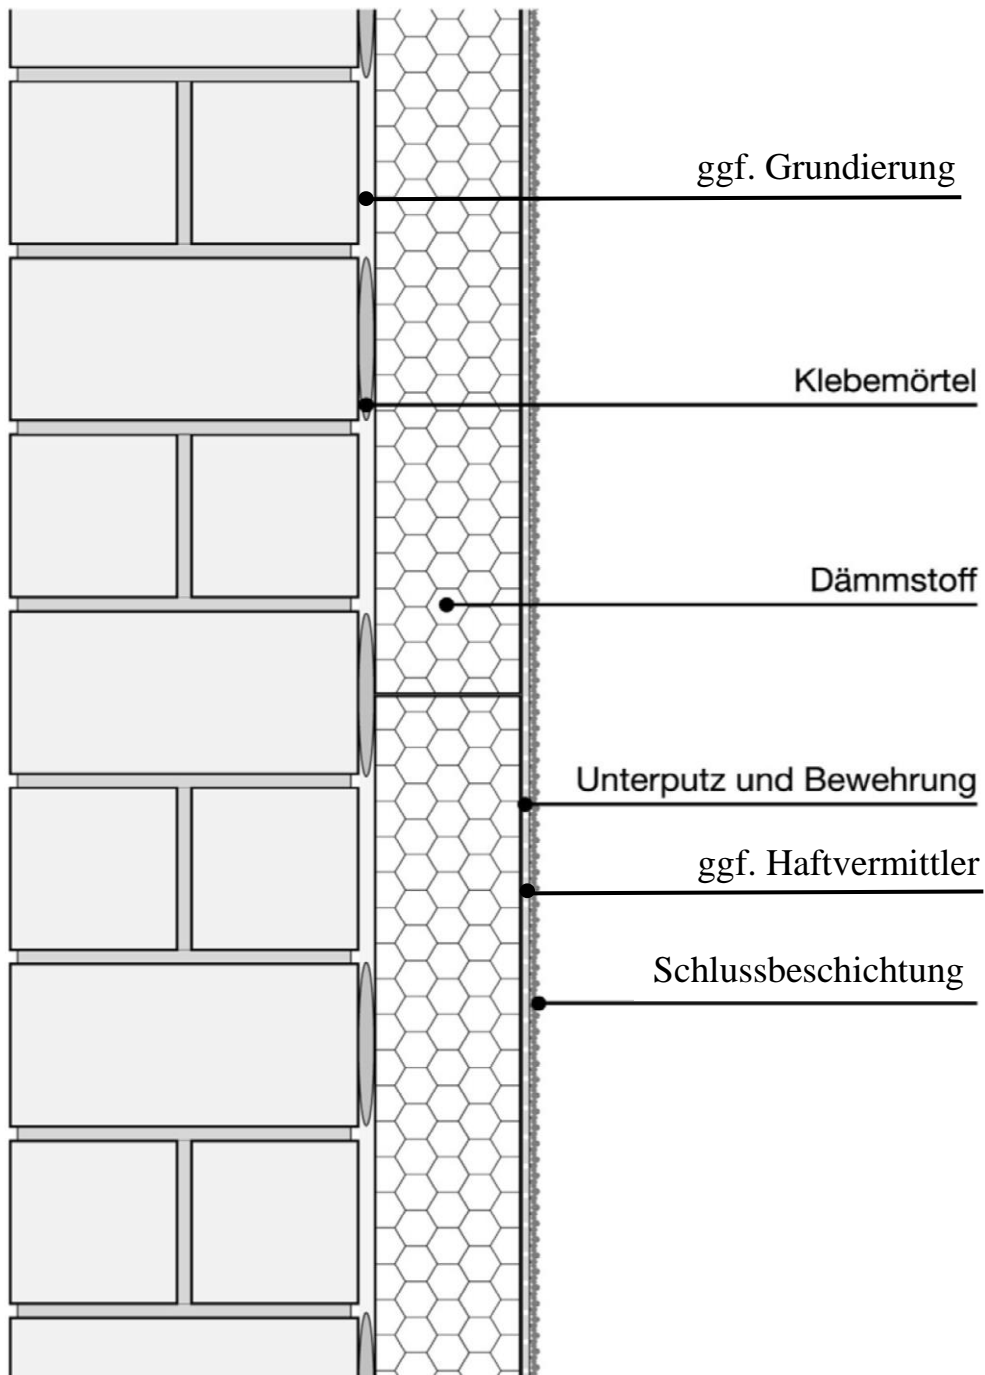 ggf. Grundierung
Klebemörtel
Dämmstoff
Unterputz und Bewehrung
ggf. Haftvermittler
Schlussbeschichtung